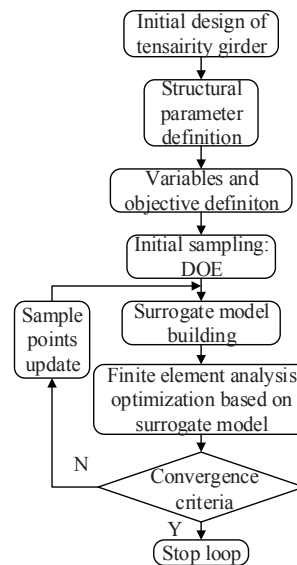 Initial design of
tensairity girder
Structural
parameter
definition
Variables and
objective definiton
Initial sampling:
DOE
Sample
points
update
Surrogate model
building
Finite element analysis
optimization based on
surrogate model
N
Convergence
criteria
Y
Stop loop